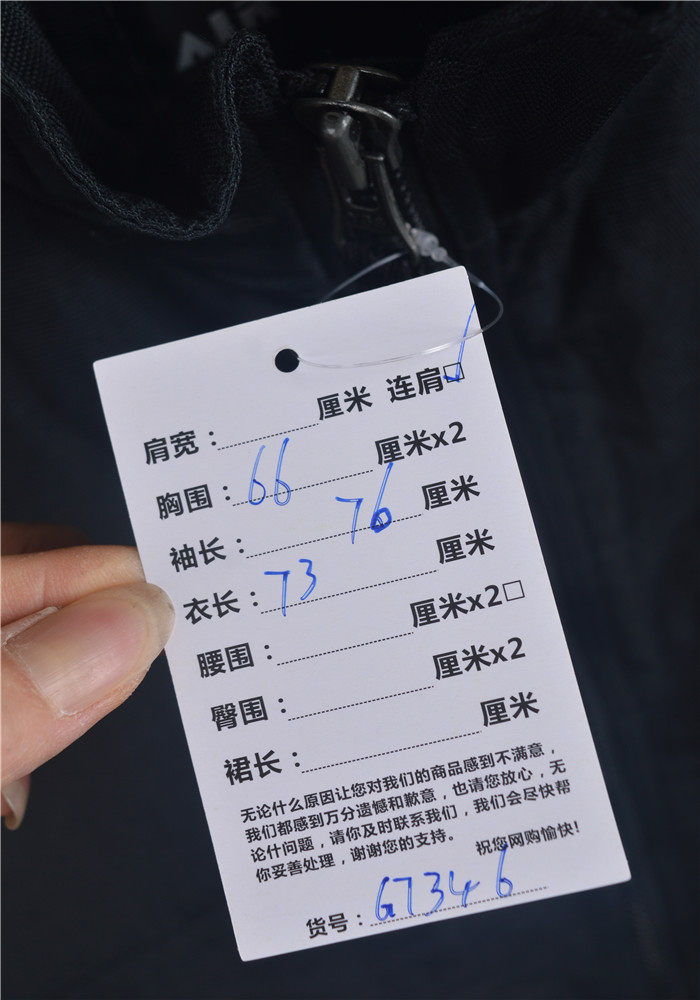 AIR
肩宽： 厘米 连肩☑
胸围：66 厘米x2
袖长：76 厘米
衣长：73 厘米
腰围： 厘米x2□
臀围： 厘米x2
裙长： 厘米
无论什么原因让您对我们的商品感到不满意，
我们都感到万分遗憾和歉意，也请您放心，无
论什问题，请你及时联系我们，我们会尽快帮
你妥善处理，谢谢您的支持。 祝您网购愉快!
货号：G7346